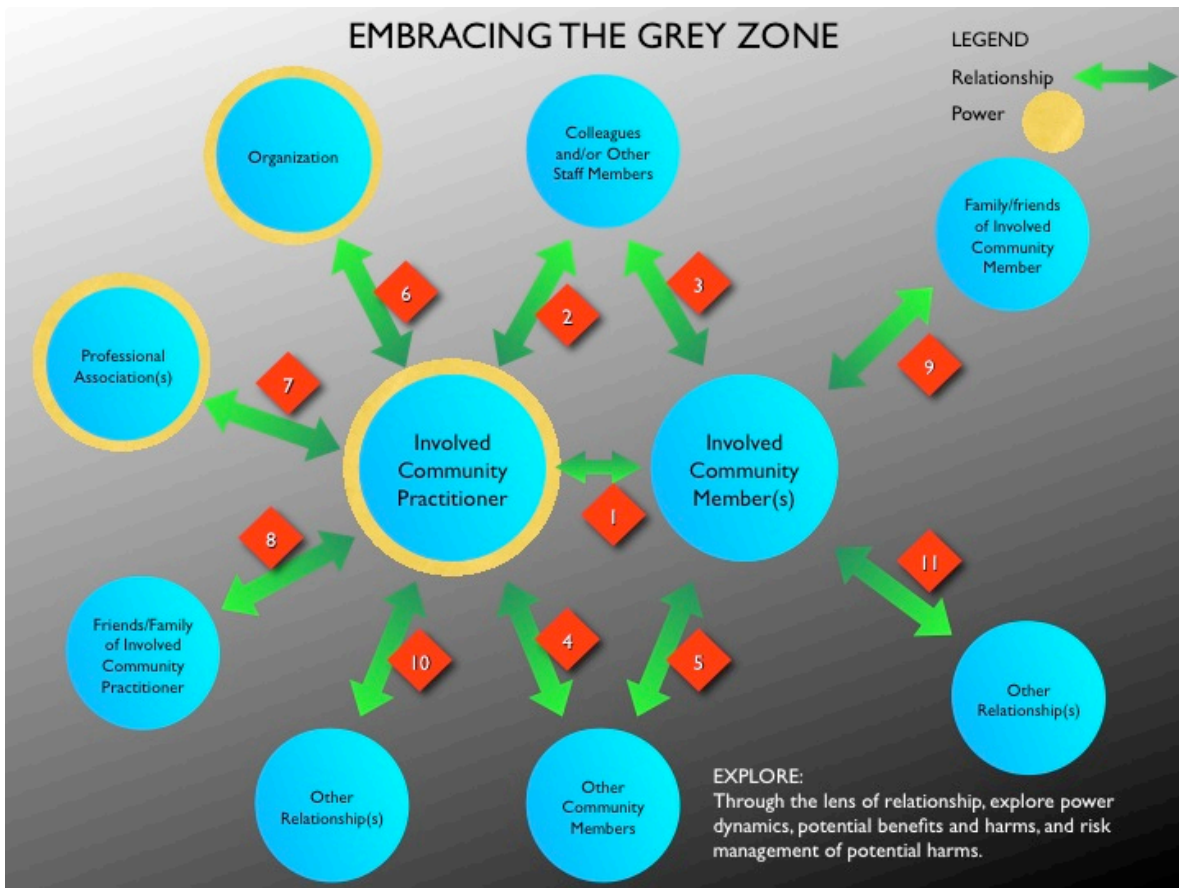 EMBRACING THE GREY ZONE
LEGEND
Relationship
Power
Organization
Colleagues
and/or Other
Staff Members
Family/friends
of Involved
Community
Member
6
2
3
9
Professional
Association(s)
7
Involved
Community
Practitioner
1
Involved
Community
Member(s)
8
Friends/Family
of Involved
Community
Practitioner
10
4
5
11
Other
Relationship(s)
Other
Community
Members
Other
Relationship(s)
EXPLORE:
Through the lens of relationship, explore power
dynamics, potential benefits and harms, and risk
management of potential harms.